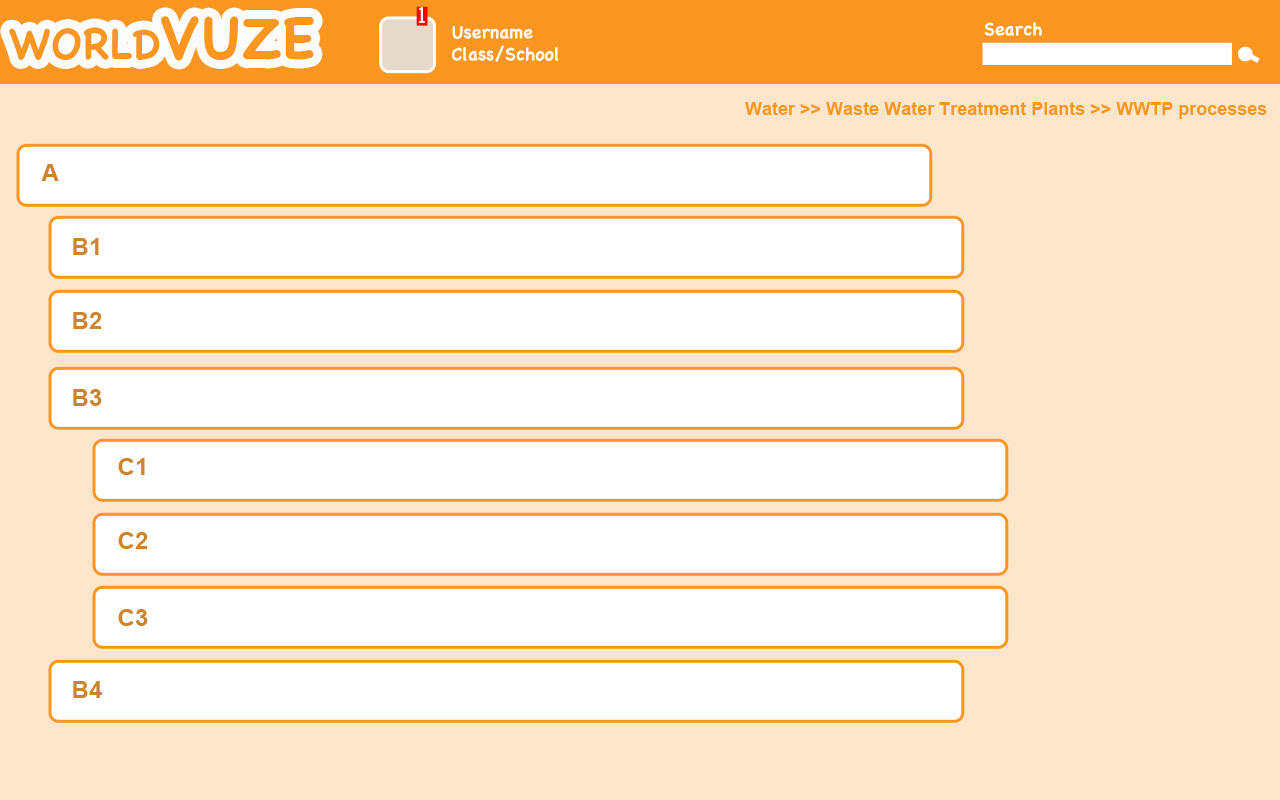 WORLDVUZE
1
Username
Class/School
Search
Water >> Waste Water Treatment Plants >> WWTP processes
A
B1
B2
B3
C1
C2
C3
B4